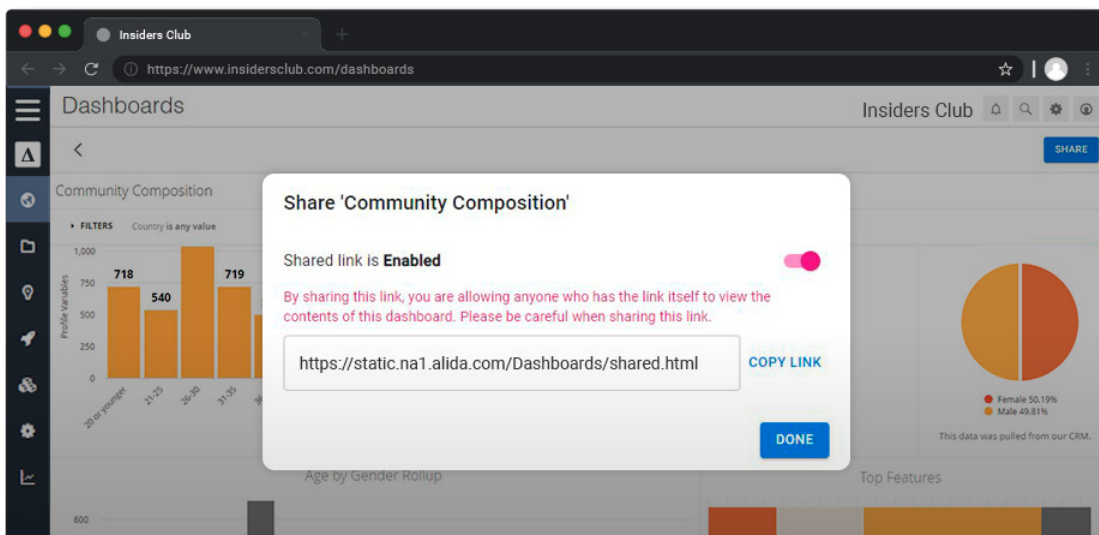 Insiders Club
https://www.insidersclub.com/dashboards
Dashboards
Insiders Club
SHARE
Community Composition
FILTERS Country is any value
1,000
750
500
250
0
Profile Variables
718
540
719
20 or younger
21-25
26-30
31-35
Share 'Community Composition'
Shared link is Enabled
By sharing this link, you are allowing anyone who has the link itself to view the
contents of this dashboard. Please be careful when sharing this link.
https://static.na1.alida.com/Dashboards/shared.html
COPY LINK
DONE
Female 50.19%
Male 49.81%
This data was pulled from our CRM.
Age by Gender Rollup
600
Top Features